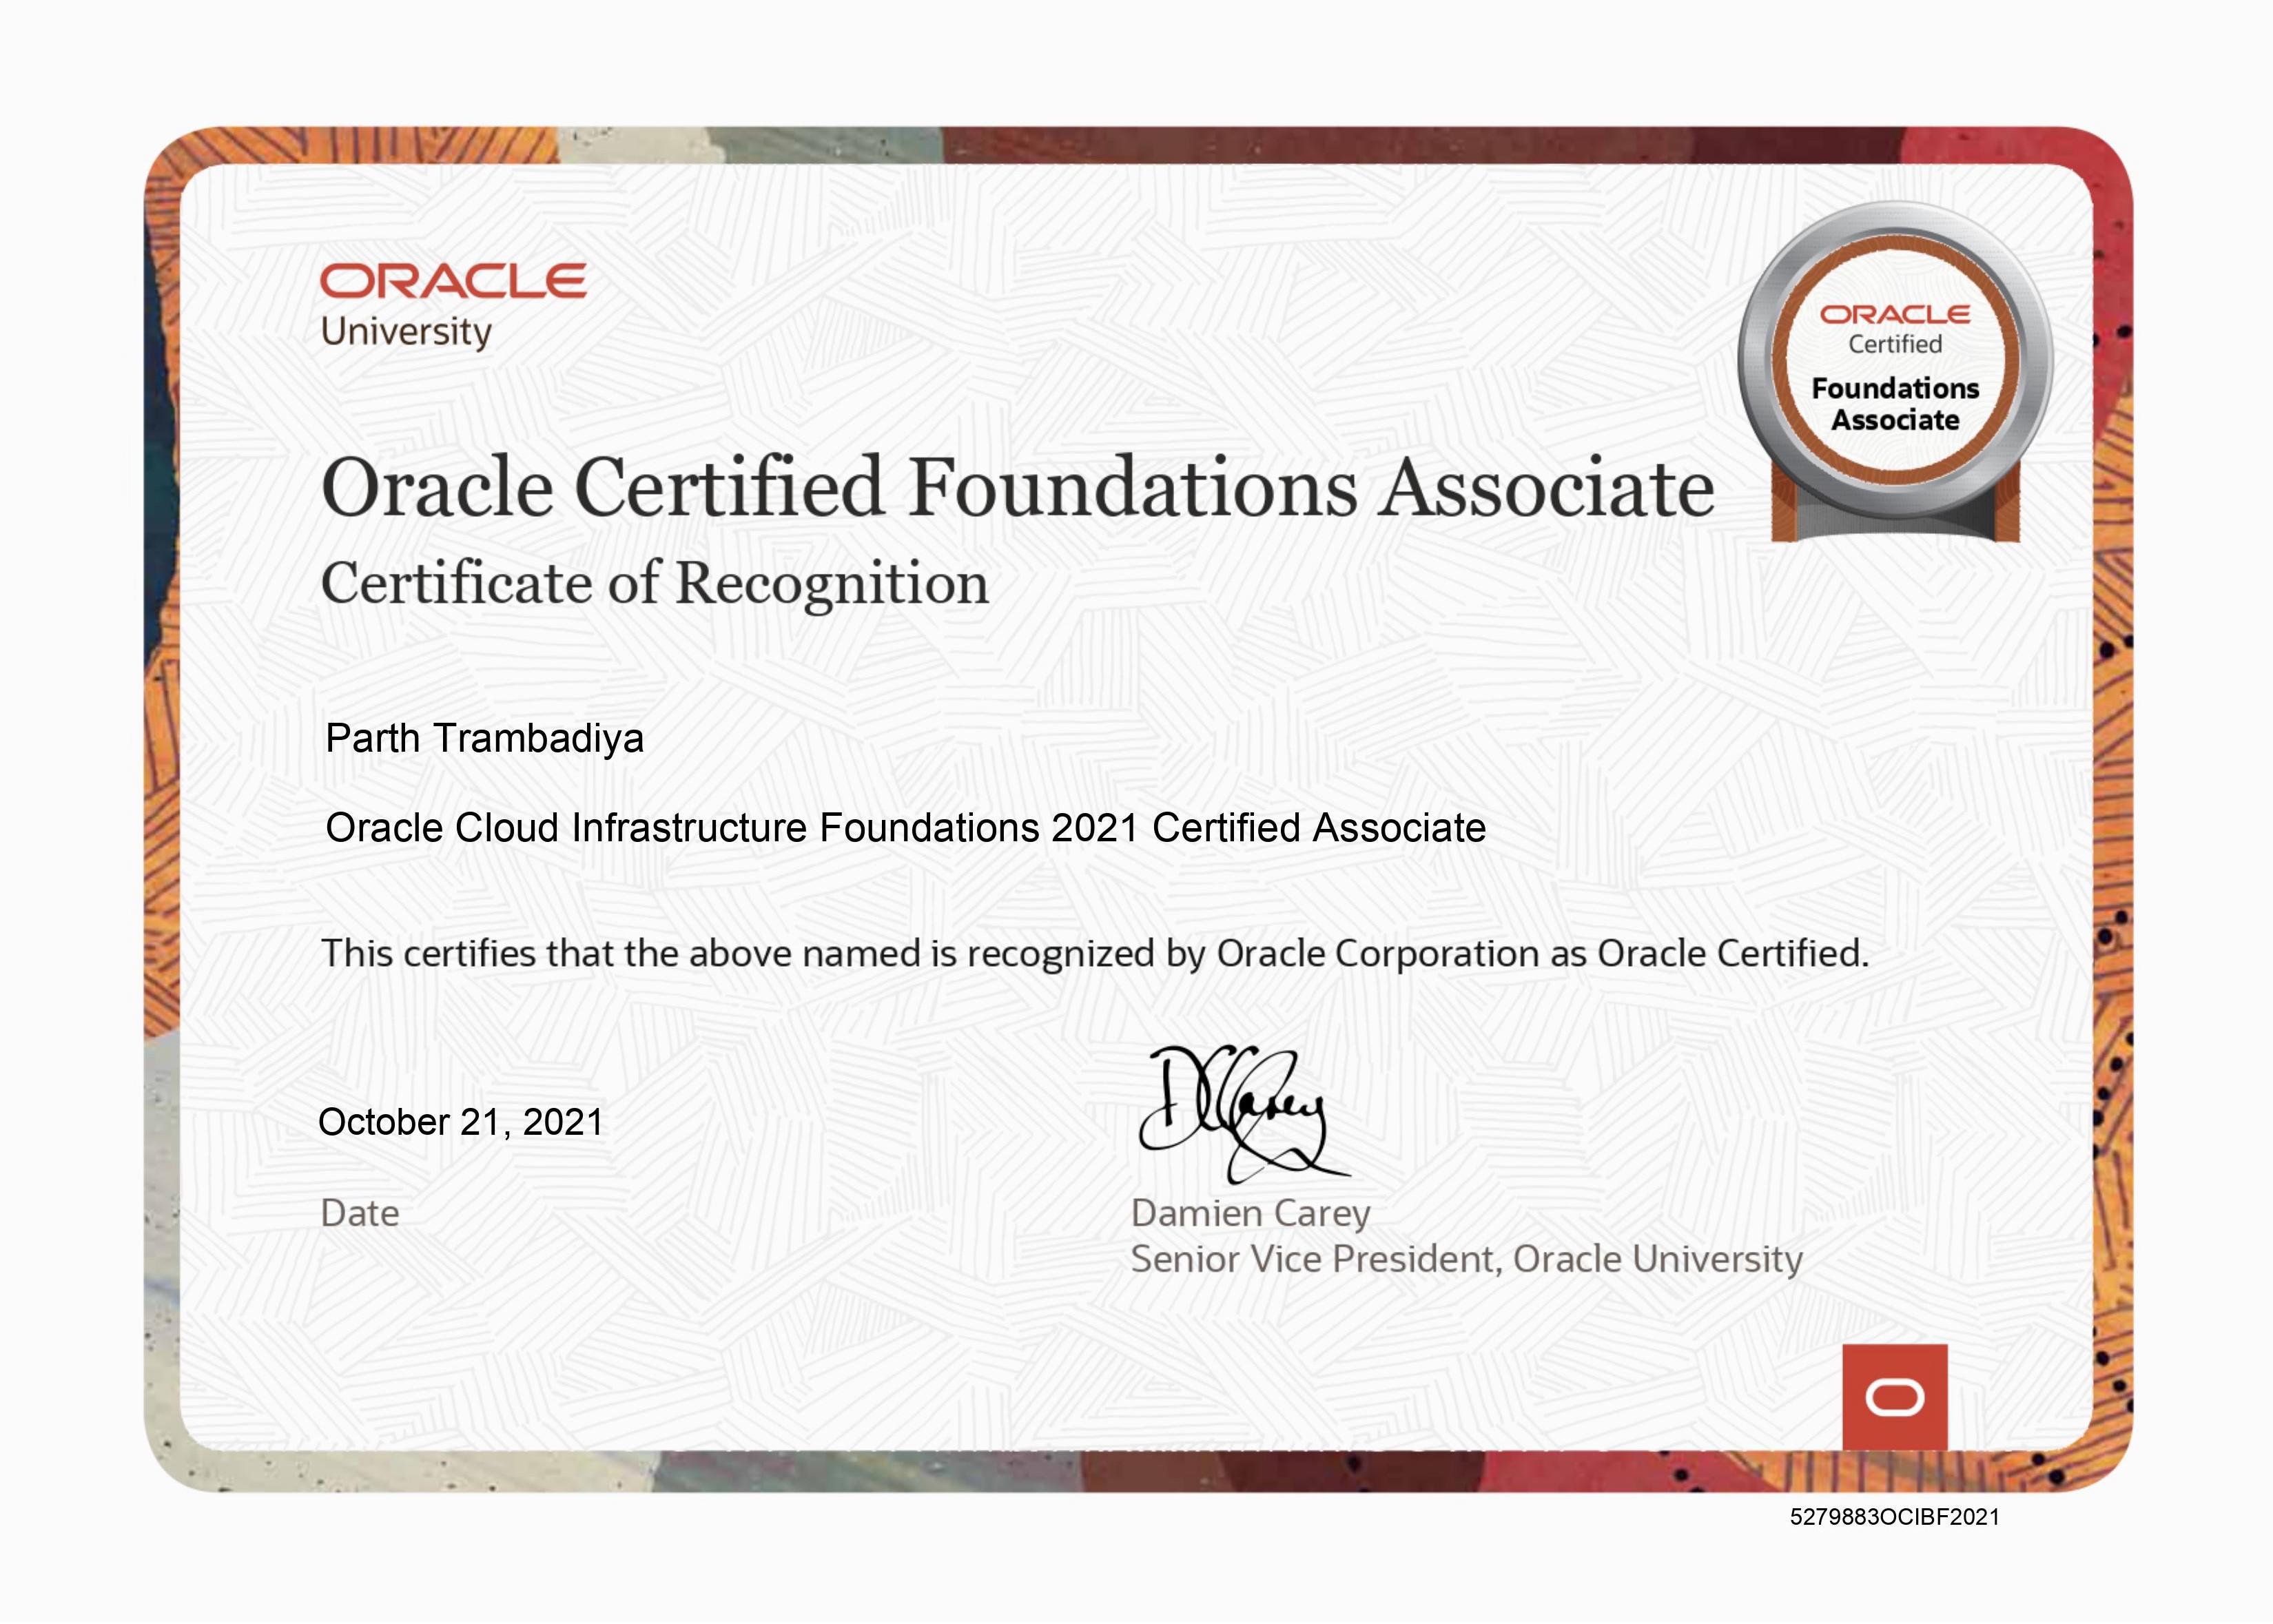 ORACLE
University
ORACLE
Certified
Foundations
Associate
Oracle Certified Foundations Associate
Certificate of Recognition
Parth Trambadiya
Oracle Cloud Infrastructure Foundations 2021 Certified Associate
This certifies that the above named is recognized by Oracle Corporation as Oracle Certified.
October 21, 2021
DCCarey
Date
Damien Carey
Senior Vice President, Oracle University
5279883OCIBF2021